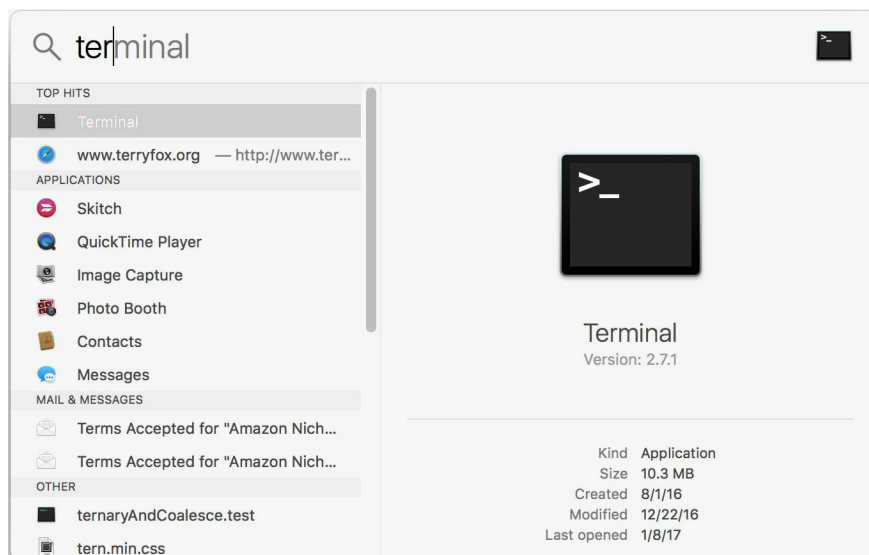 terminal
TOP HITS
Terminal
www.terryfox.org — http://www.ter...
APPLICATIONS
Skitch
QuickTime Player
Image Capture
Photo Booth
Contacts
Messages
MAIL & MESSAGES
Terms Accepted for "Amazon Nich...
Terms Accepted for "Amazon Nich...
OTHER
ternaryAndCoalesce.test
tern.min.css
>_
Terminal
Version: 2.7.1
Kind Application
Size 10.3 MB
Created 8/1/16
Modified 12/22/16
Last opened 1/8/17